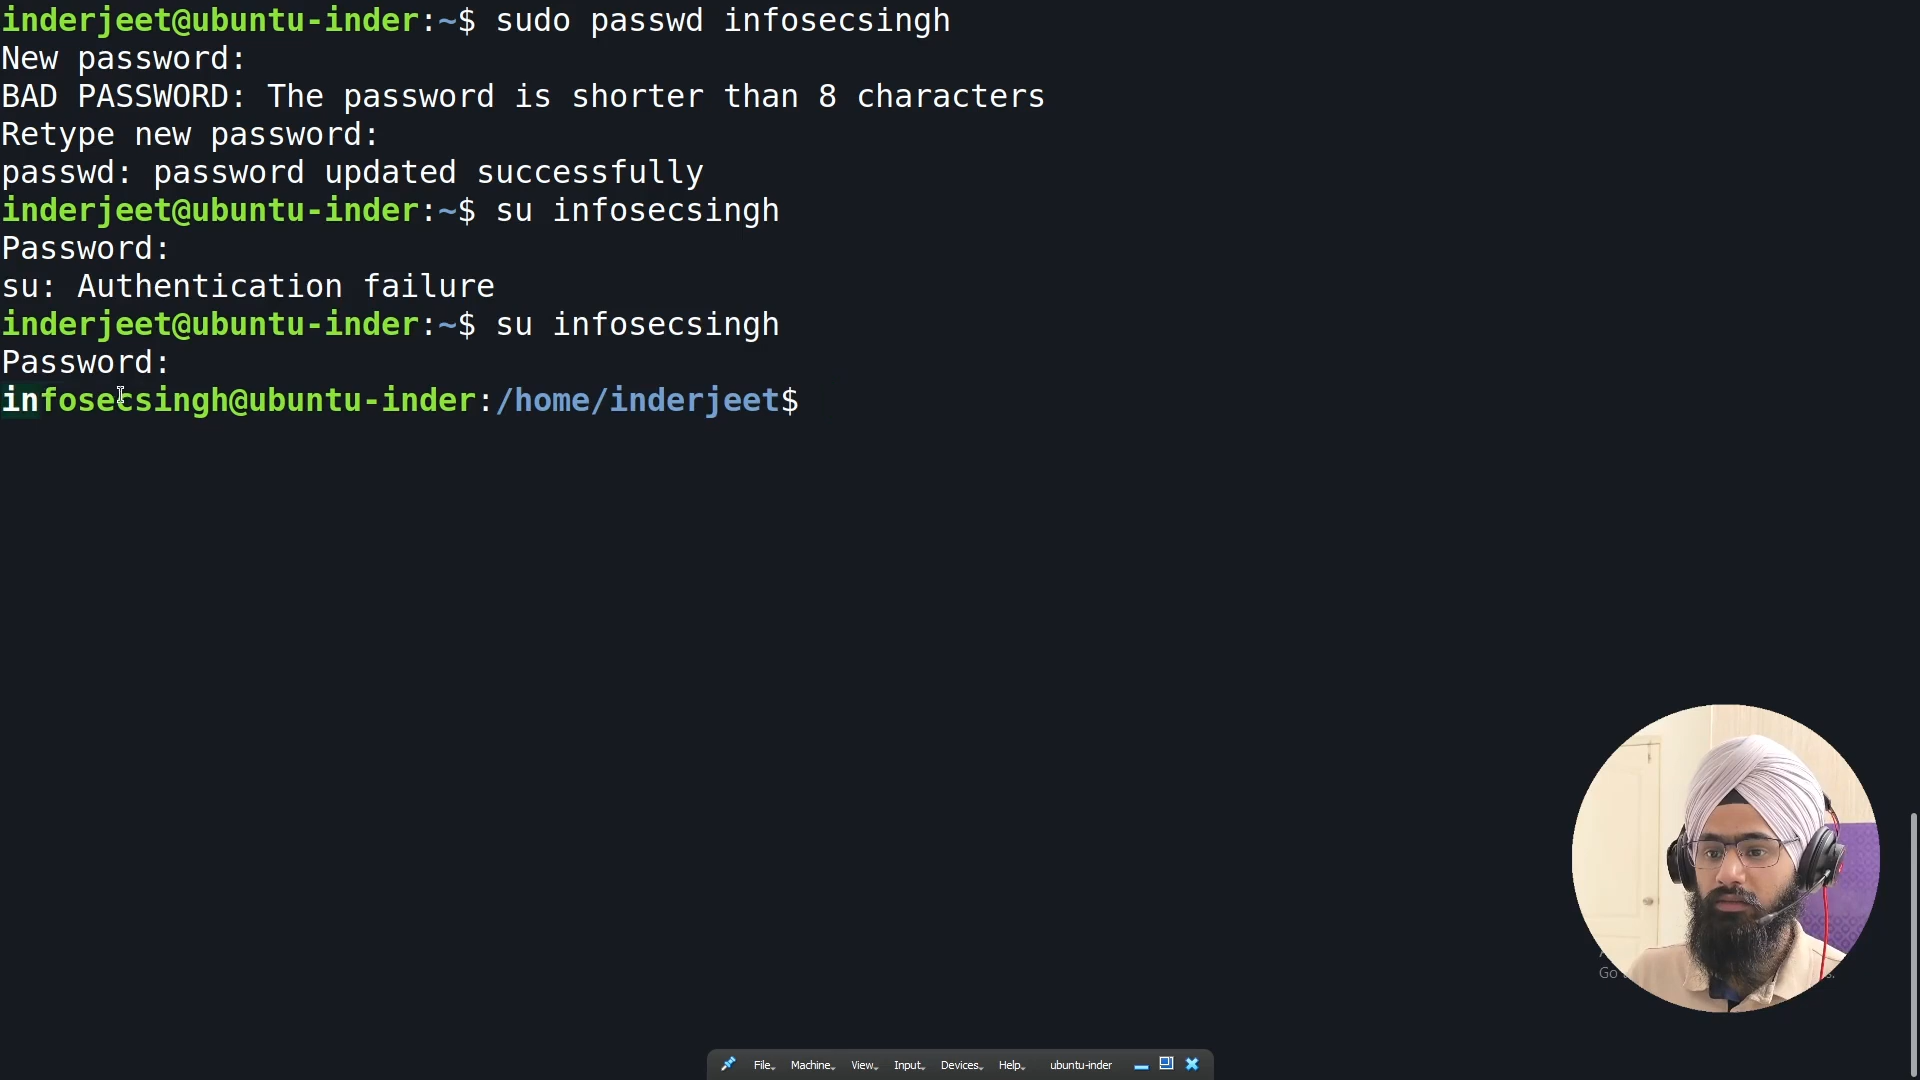 inderjeet@ubuntu-inder:~$ sudo passwd infosecsingh
New password:
BAD PASSWORD: The password is shorter than 8 characters
Retype new password:
passwd: password updated successfully
inderjeet@ubuntu-inder:~$ su infosecsingh
Password:
su: Authentication failure
inderjeet@ubuntu-inder:~$ su infosecsingh
Password:
infosecsingh@ubuntu-inder:/home/inderjeet$
Go
File Machine View Input Devices Help ubuntu-inder